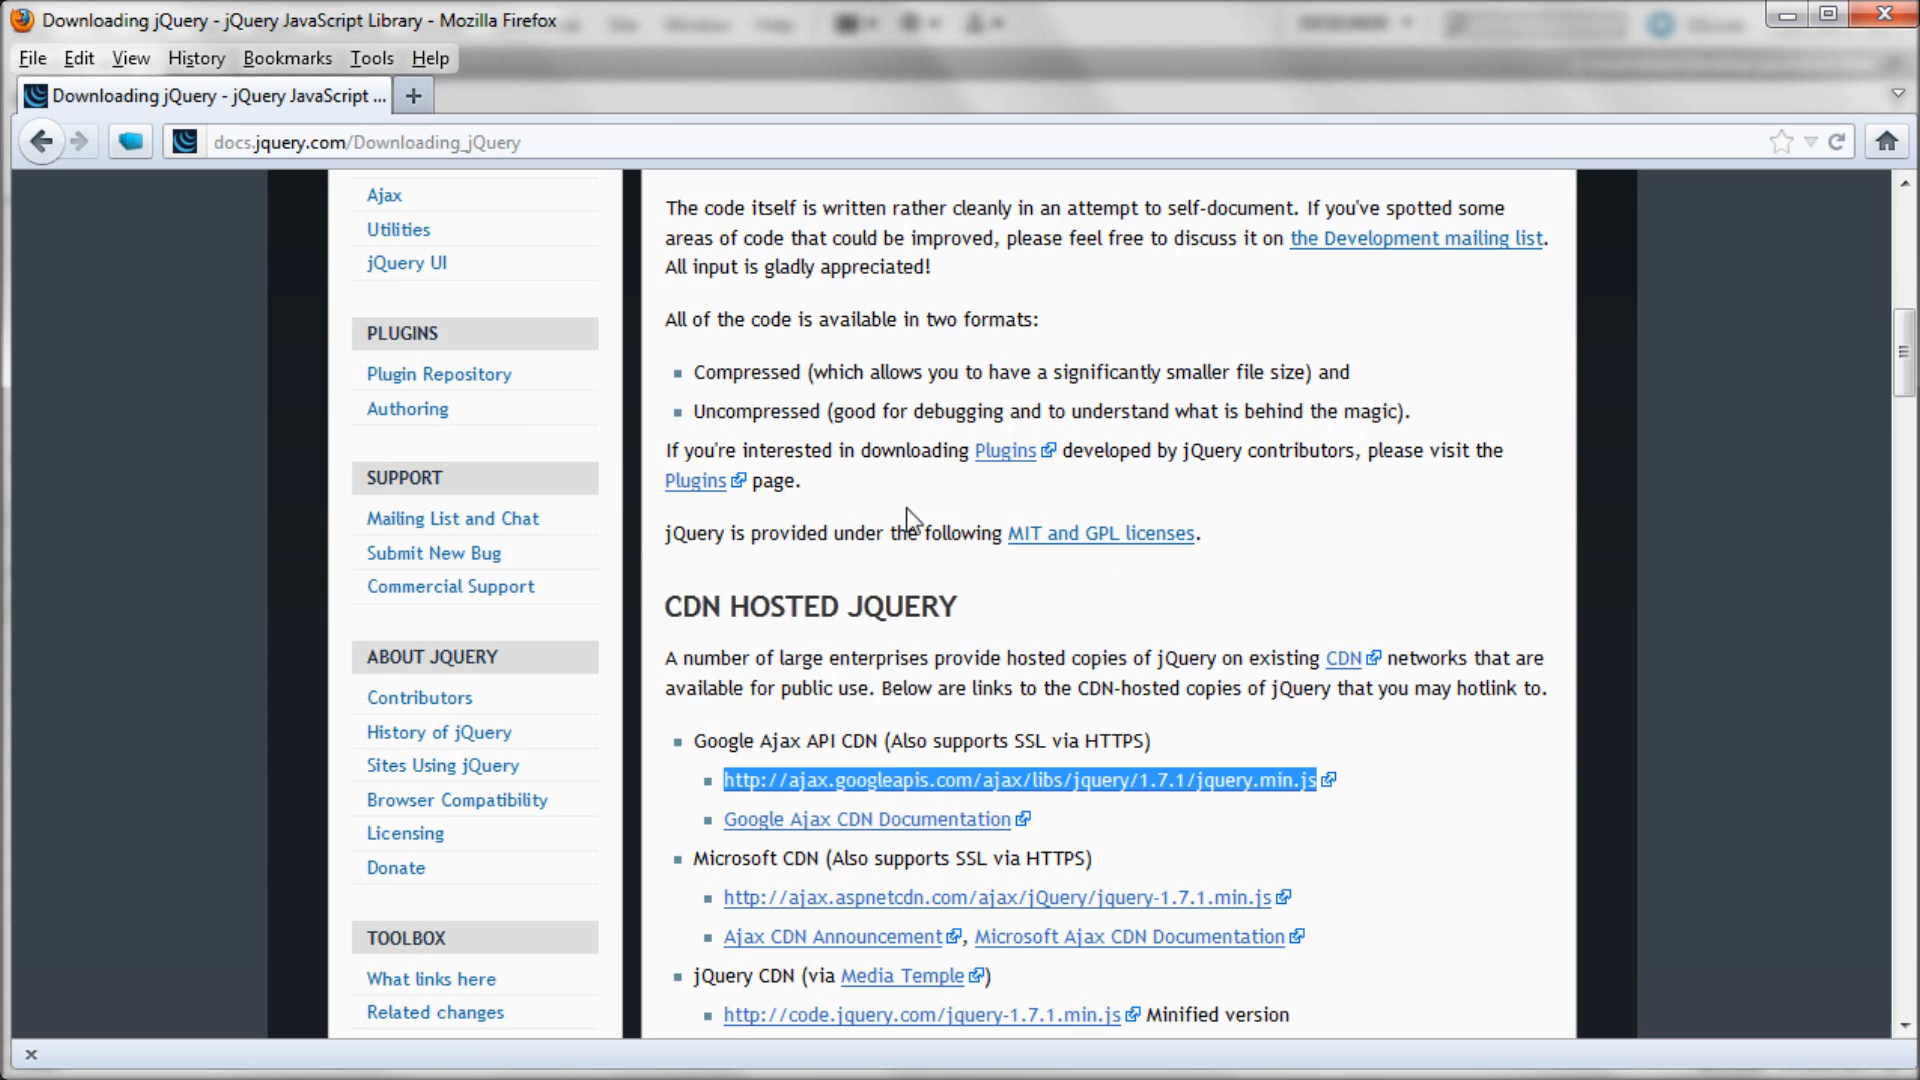 Downloading jQuery - jQuery JavaScript Library - Mozilla Firefox
File Edit View History Bookmarks Tools Help
Downloading jQuery - jQuery JavaScript ...
docs.jquery.com/Downloading_jQuery
Ajax
Utilities
jQuery UI
PLUGINS
Plugin Repository
Authoring
SUPPORT
Mailing List and Chat
Submit New Bug
Commercial Support
ABOUT JQUERY
Contributors
History of jQuery
Sites Using jQuery
Browser Compatibility
Licensing
Donate
TOOLBOX
What links here
Related changes
The code itself is written rather cleanly in an attempt to self-document. If you've spotted some
areas of code that could be improved, please feel free to discuss it on the Development mailing list.
All input is gladly appreciated!
All of the code is available in two formats:
Compressed (which allows you to have a significantly smaller file size) and
Uncompressed (good for debugging and to understand what is behind the magic).
If you're interested in downloading Plugins developed by jQuery contributors, please visit the
Plugins page.
jQuery is provided under the following MIT and GPL licenses.
CDN HOSTED JQUERY
A number of large enterprises provide hosted copies of jQuery on existing CDN networks that are
available for public use. Below are links to the CDN-hosted copies of jQuery that you may hotlink to.
Google Ajax API CDN (Also supports SSL via HTTPS)
http://ajax.googleapis.com/ajax/libs/jquery/1.7.1/jquery.min.js
Google Ajax CDN Documentation
Microsoft CDN (Also supports SSL via HTTPS)
http://ajax.aspnetcdn.com/ajax/jQuery/jquery-1.7.1.min.js
Ajax CDN Announcement, Microsoft Ajax CDN Documentation
jQuery CDN (via Media Temple)
http://code.jquery.com/jquery-1.7.1.min.js Minified version